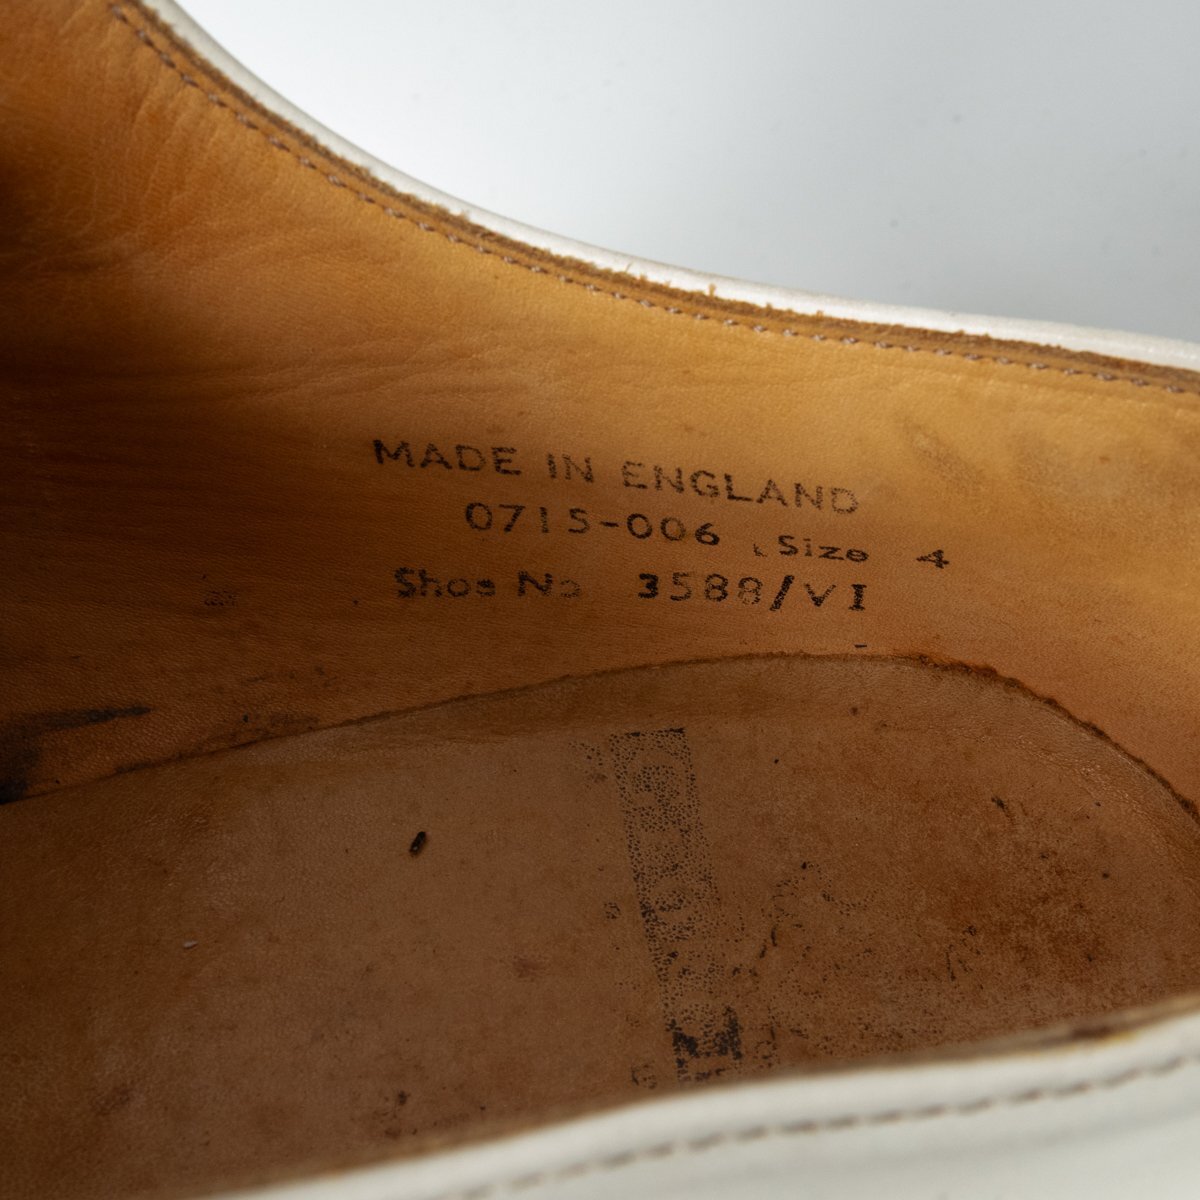 MADE IN ENGLAND
0715-006 Size 4
Shoe No 3588/VI